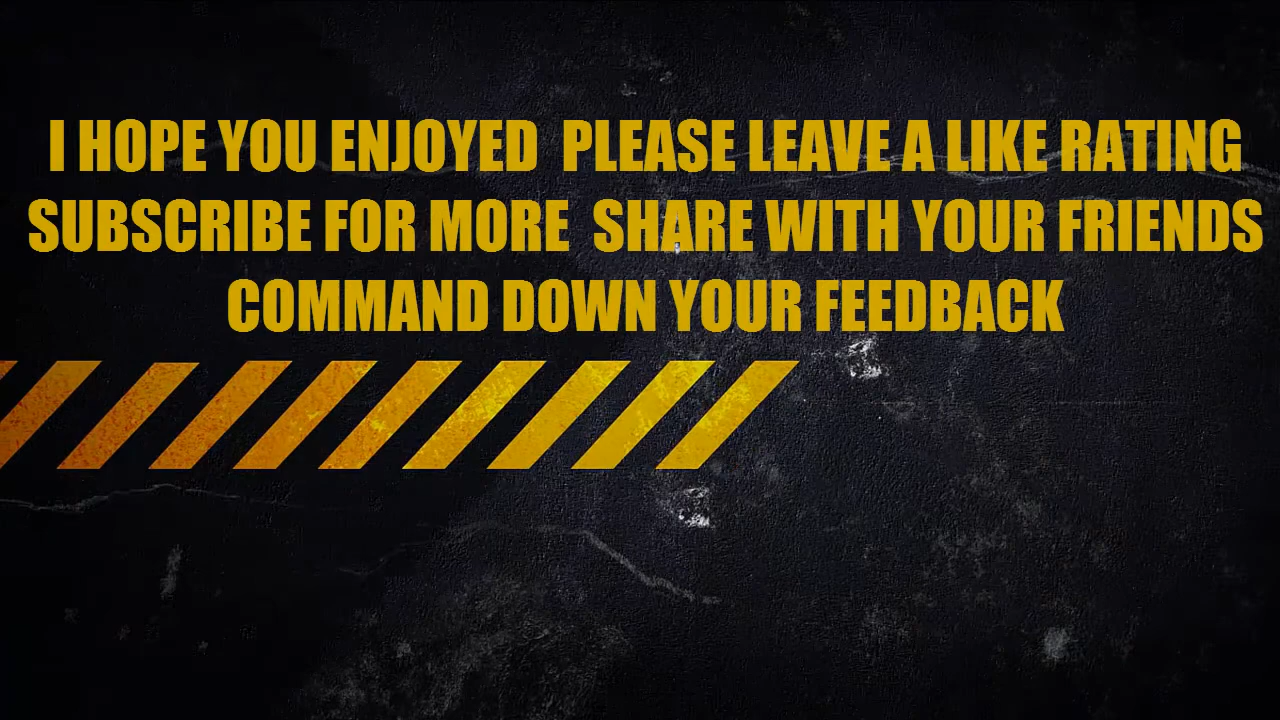 I HOPE YOU ENJOYED  PLEASE LEAVE A LIKE RATING
SUBSCRIBE FOR MORE  SHARE WITH YOUR FRIENDS
COMMAND DOWN YOUR FEEDBACK